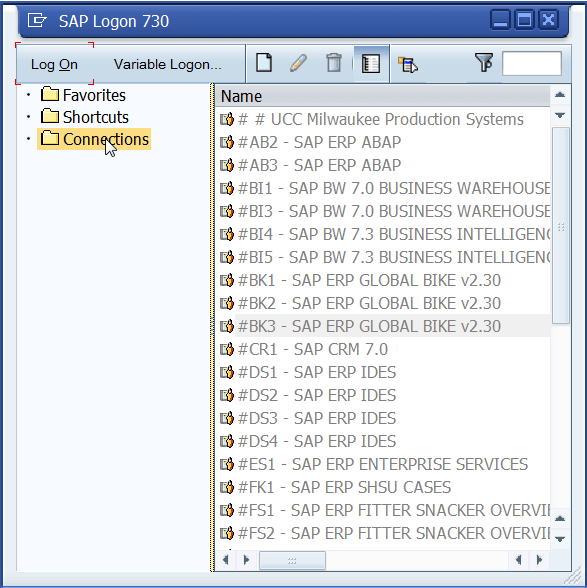 SAP Logon 730
Log On Variable Logon...
Favorites
Shortcuts
Connections
Name
# # UCC Milwaukee Production Systems
#AB2 - SAP ERP ABAP
#AB3 - SAP ERP ABAP
#BI1 - SAP BW 7.0 BUSINESS WAREHOUSE
#BI3 - SAP BW 7.0 BUSINESS WAREHOUSE
#BI4 - SAP BW 7.3 BUSINESS INTELLIGENC
#BI5 - SAP BW 7.3 BUSINESS INTELLIGENC
#BK1 - SAP ERP GLOBAL BIKE v2.30
#BK2 - SAP ERP GLOBAL BIKE v2.30
#BK3 - SAP ERP GLOBAL BIKE v2.30
#CR1 - SAP CRM 7.0
#DS1 - SAP ERP IDES
#DS2 - SAP ERP IDES
#DS3 - SAP ERP IDES
#DS4 - SAP ERP IDES
#ES1 - SAP ERP ENTERPRISE SERVICES
#FK1 - SAP ERP SHSU CASES
#FS1 - SAP ERP FITTER SNACKER OVERVI
#FS2 - SAP ERP FITTER SNACKER OVERVI